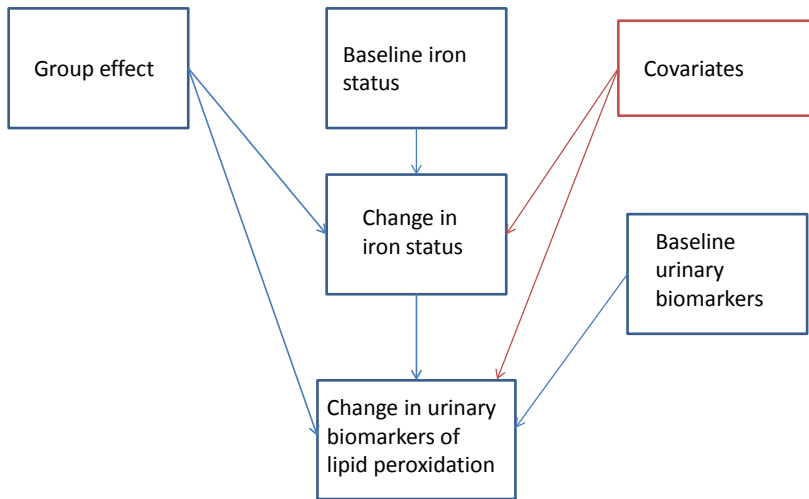 Group effect
Baseline iron
status
Covariates
Change in
iron status
Baseline
urinary
biomarkers
Change in urinary
biomarkers of
lipid peroxidation